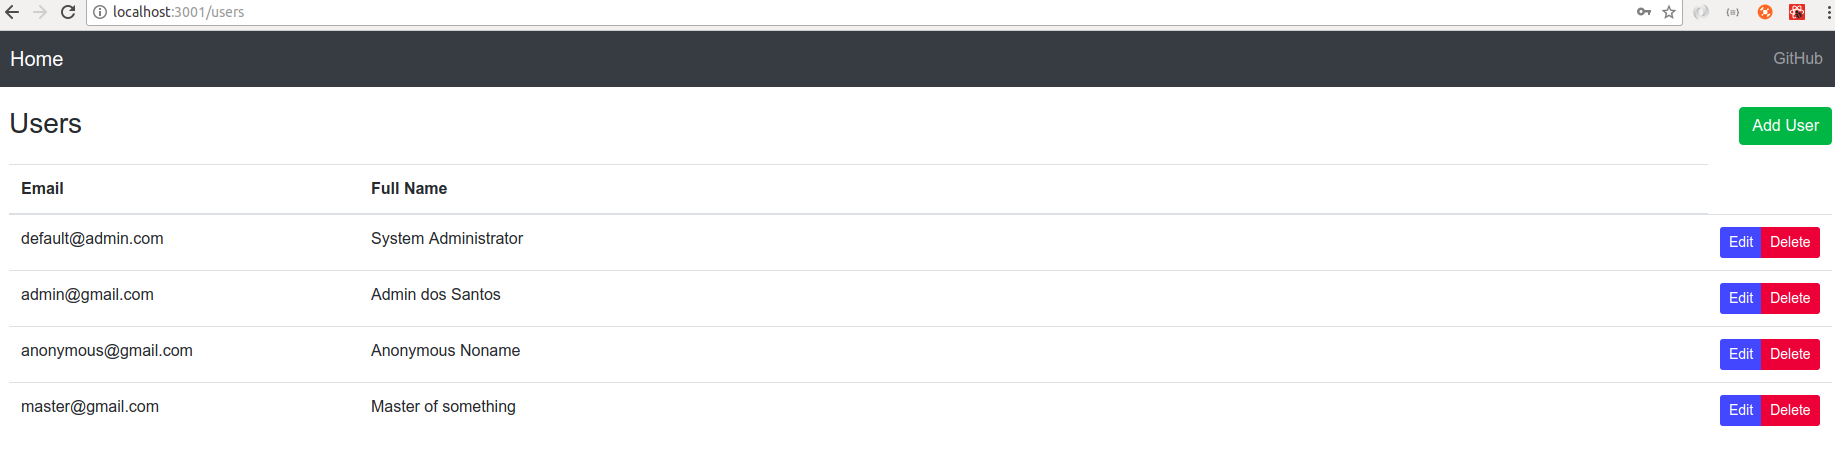 localhost:3001/users
Home GitHub
Users Add User
Email Full Name
default@admin.com System Administrator Edit Delete
admin@gmail.com Admin dos Santos Edit Delete
anonymous@gmail.com Anonymous Noname Edit Delete
master@gmail.com Master of something Edit Delete